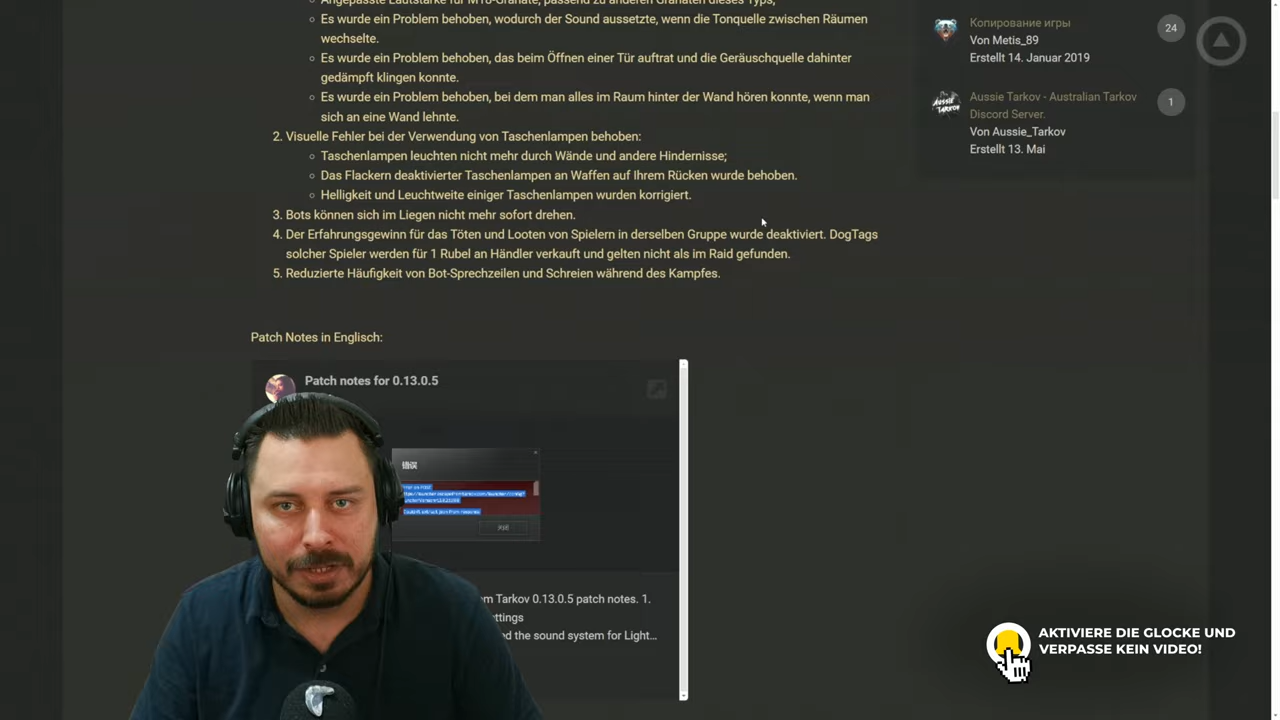 Angepasste Lautstärke für M18-Granate, passend zu anderen Granaten dieses Typs;
Es wurde ein Problem behoben, wodurch der Sound aussetzte, wenn die Tonquelle zwischen Räumen
wechselte.
Es wurde ein Problem behoben, das beim Öffnen einer Tür auftrat und die Geräuschquelle dahinter
gedämpft klingen konnte.
Es wurde ein Problem behoben, bei dem man alles im Raum hinter der Wand hören konnte, wenn man
sich an eine Wand lehnte.
2. Visuelle Fehler bei der Verwendung von Taschenlampen behoben:
Taschenlampen leuchten nicht mehr durch Wände und andere Hindernisse;
Das Flackern deaktivierter Taschenlampen an Waffen auf Ihrem Rücken wurde behoben.
Helligkeit und Leuchtweite einiger Taschenlampen wurden korrigiert.
3. Bots können sich im Liegen nicht mehr sofort drehen.
4. Der Erfahrungsgewinn für das Töten und Looten von Spielern in derselben Gruppe wurde deaktiviert. DogTags
solcher Spieler werden für 1 Rubel an Händler verkauft und gelten nicht als im Raid gefunden.
5. Reduzierte Häufigkeit von Bot-Sprechzeilen und Schreien während des Kampfes.
Patch Notes in Englisch:
Patch notes for 0.13.0.5
错误
关闭
om Tarkov 0.13.0.5 patch notes. 1.
ettings
ed the sound system for Light...
Копирование игры
24
Von Metis_89
Erstellt 14. Januar 2019
Aussie Tarkov - Australian Tarkov
1
Discord Server.
Von Aussie_Tarkov
Erstellt 13. Mai
AUSSIE
TARKOV
AKTIVIERE DIE GLOCKE UND
VERPASSE KEIN VIDEO!